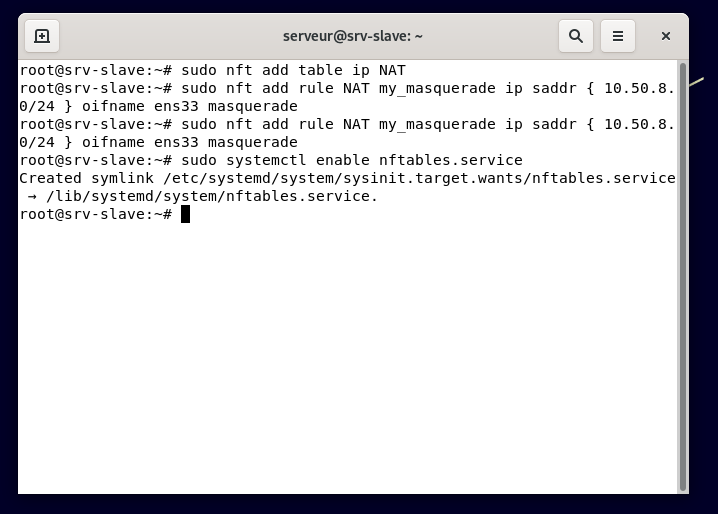 serveur@srv-slave: ~
root@srv-slave:~# sudo nft add table ip NAT
root@srv-slave:~# sudo nft add rule NAT my_masquerade ip saddr { 10.50.8.
0/24 } oifname ens33 masquerade
root@srv-slave:~# sudo nft add rule NAT my_masquerade ip saddr { 10.50.8.
0/24 } oifname ens33 masquerade
root@srv-slave:~# sudo systemctl enable nftables.service
Created symlink /etc/systemd/system/sysinit.target.wants/nftables.service
→ /lib/systemd/system/nftables.service.
root@srv-slave:~#